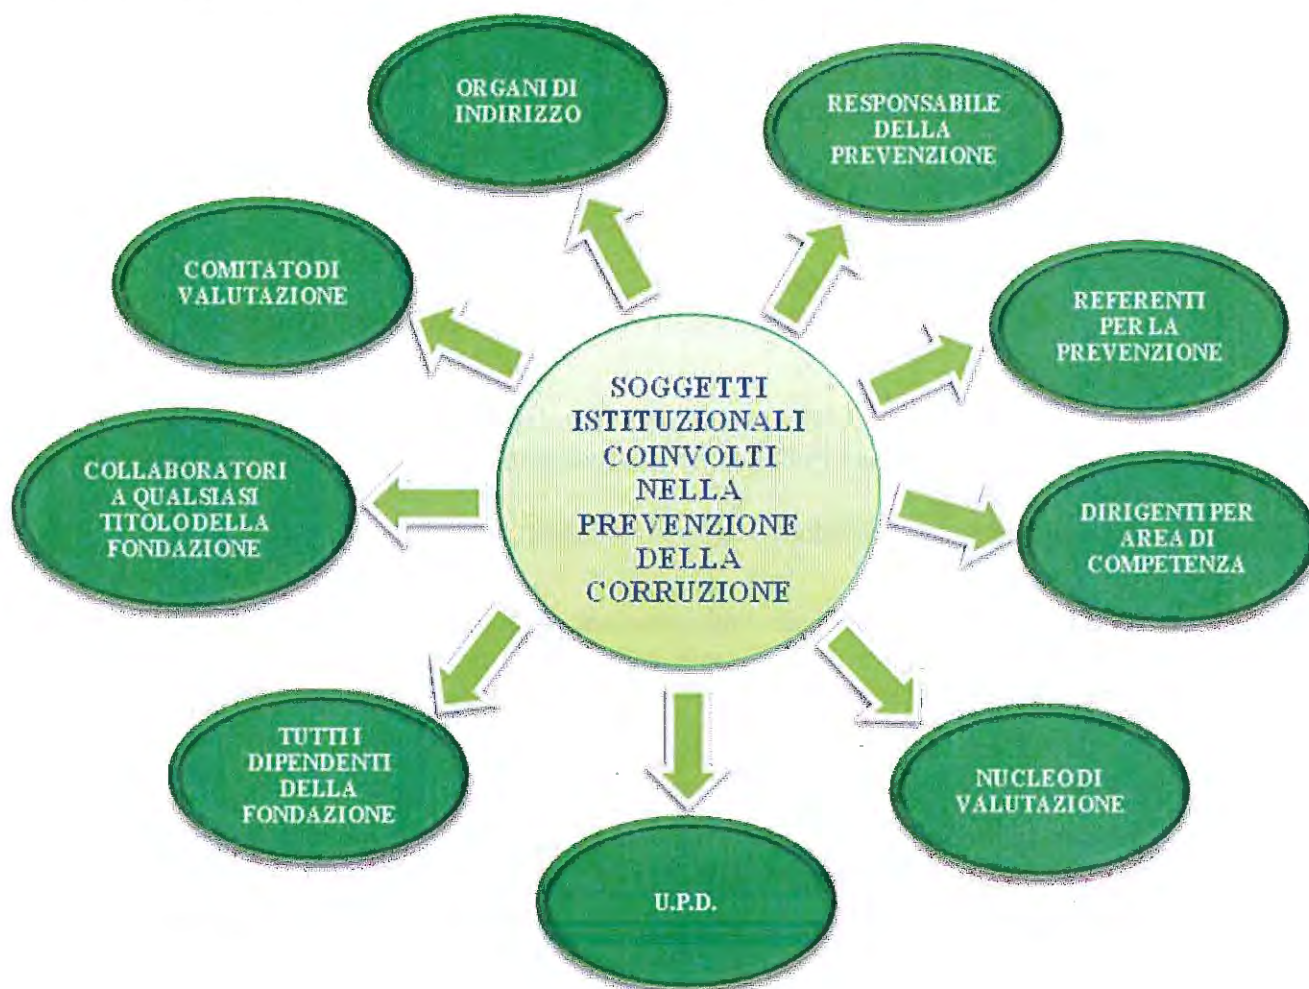 ORGANI DI
INDIRIZZO
RESPONSABILE
DELLA
PREVENZIONE
COMITATO DI
VALUTAZIONE
REFERENTI
PER LA
PREVENZIONE
SOGGETTI
ISTITUZIONALI
COINVOLTI
NELLA
PREVENZIONE
DELLA
CORRUZIONE
COLLABORATORI
A QUALSIASI
TITOLO DELLA
FONDAZIONE
DIRIGENTI PER
AREA DI
COMPETENZA
TUTTI I
DIPENDENTI
DELLA
FONDAZIONE
NUCLEO DI
VALUTAZIONE
U.P.D.